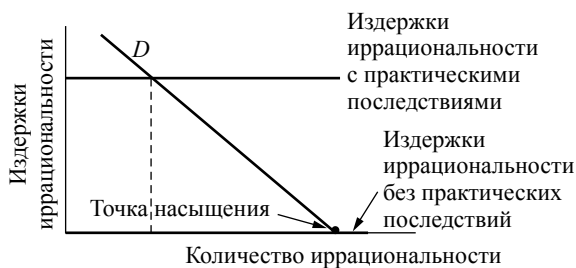 Издержки
иррациональности
D
Издержки
иррациональности
с практическими
последствиями
Издержки
иррациональности
без практических
последствий
Точка насыщения
Количество иррациональности